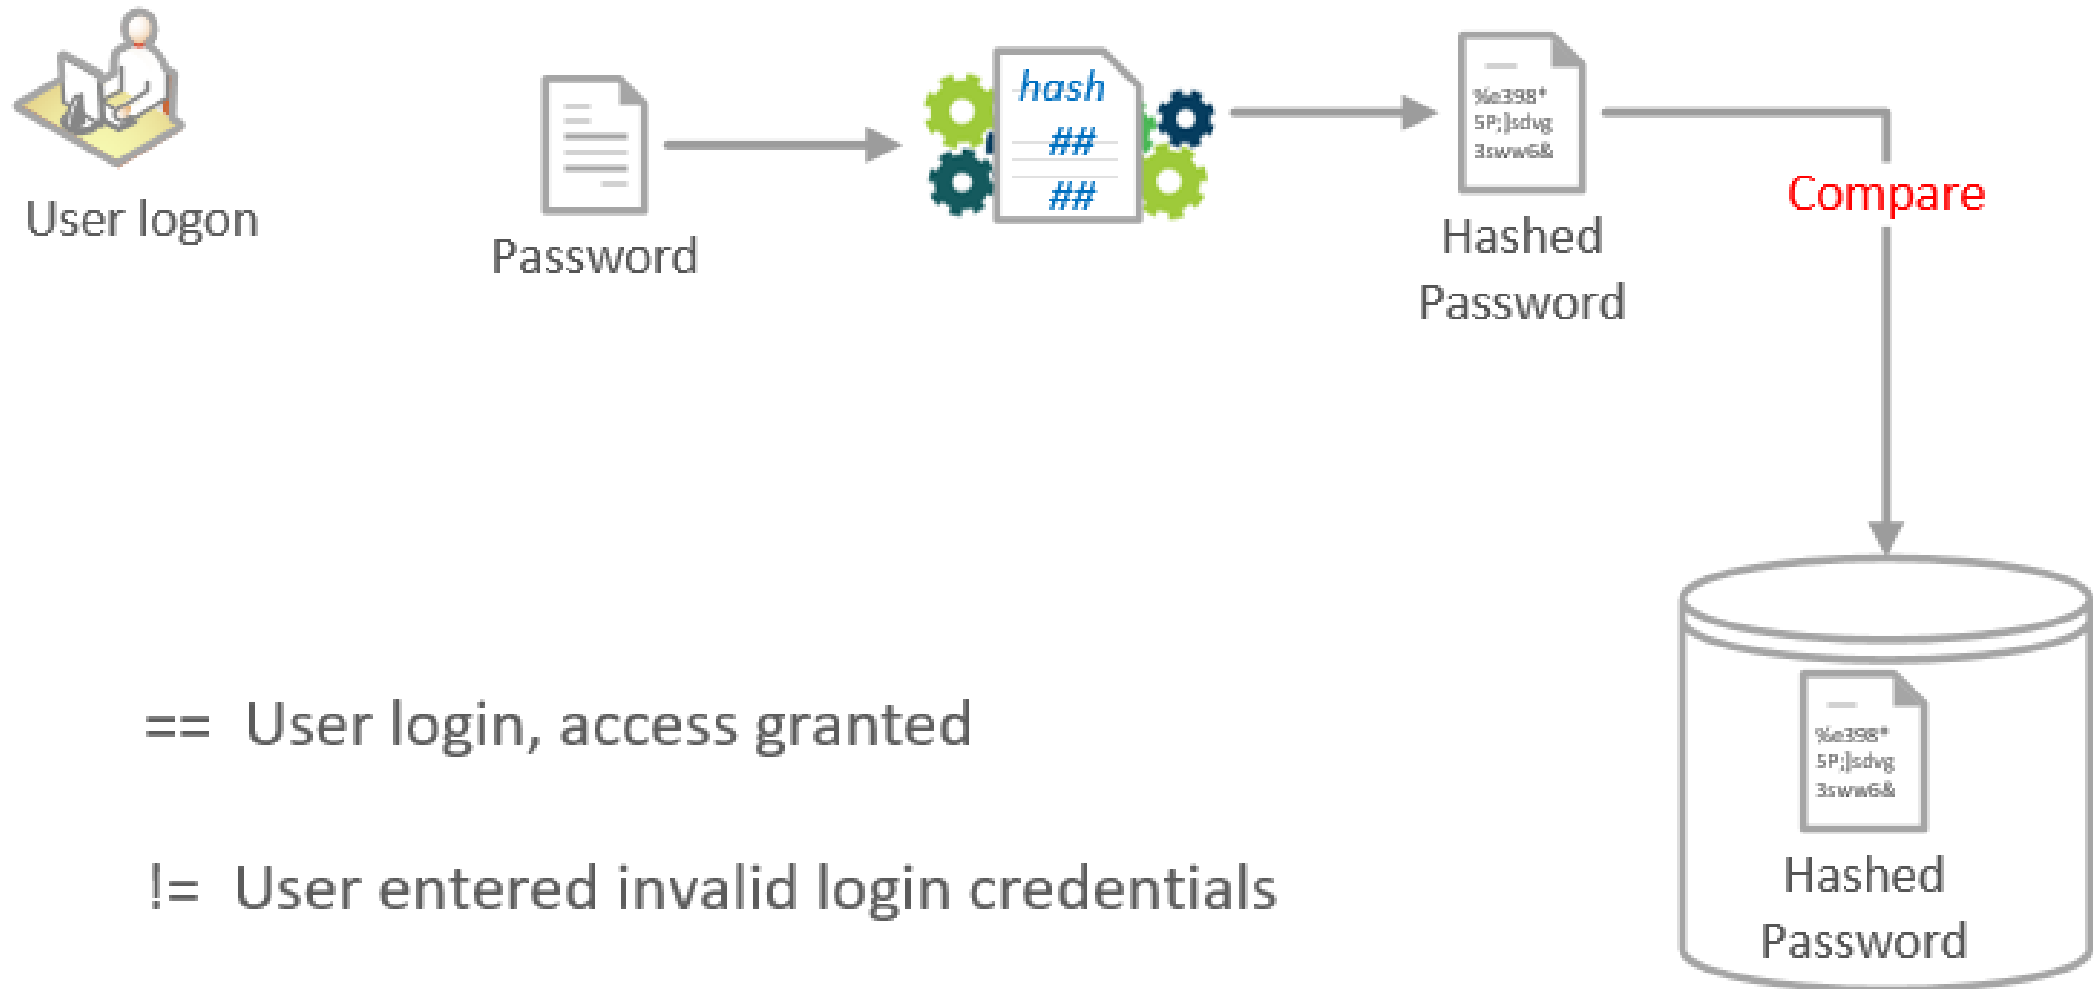 User logon
Password
hash
##
##
%e398*
5P;]sdvg
3sww6&
Hashed
Password
Compare
%e398*
5P;]sdvg
3sww6&
Hashed
Password
== User login, access granted
!= User entered invalid login credentials